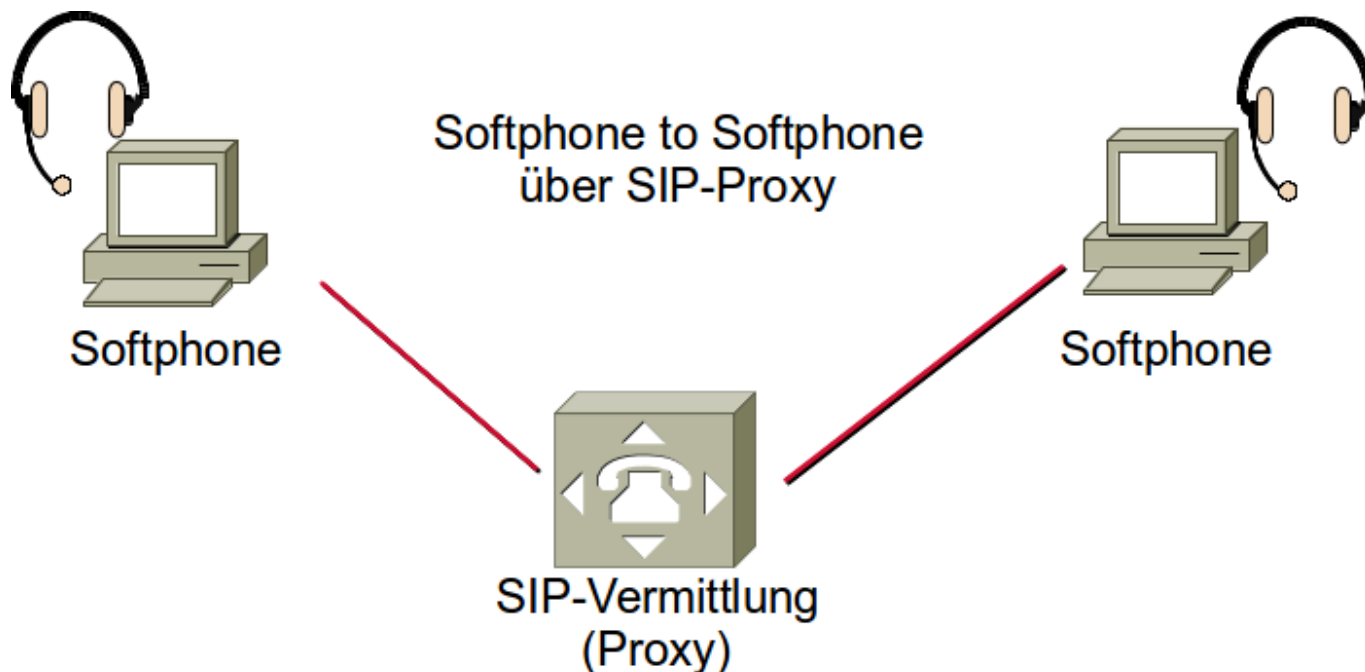 Softphone to Softphone
über SIP-Proxy
Softphone
Softphone
SIP-Vermittlung
(Proxy)